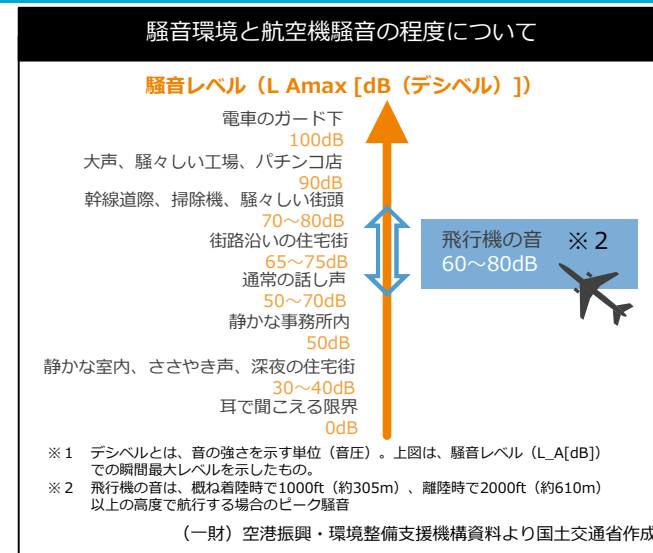 騒音環境と航空機騒音の程度について
騒音レベル（L Amax [dB（デシベル）]）
電車のガード下
100dB
大声、騒々しい工場、パチンコ店
90dB
幹線道際、掃除機、騒々しい街頭
70～80dB
街路沿いの住宅街
65～75dB
通常の話し声
50～70dB
静かな事務所内
50dB
静かな室内、ささやき声、深夜の住宅街
30～40dB
耳で聞こえる限界
0dB
飛行機の音　※２
60～80dB
※１　デシベルとは、音の強さを示す単位（音圧）。上図は、騒音レベル（L_A[dB]）
での瞬間最大レベルを示したもの。
※２　飛行機の音は、概ね着陸時で1000ft（約305m）、離陸時で2000ft（約610m）
以上の高度で航行する場合のピーク騒音
（一財）空港振興・環境整備支援機構資料より国土交通省作成